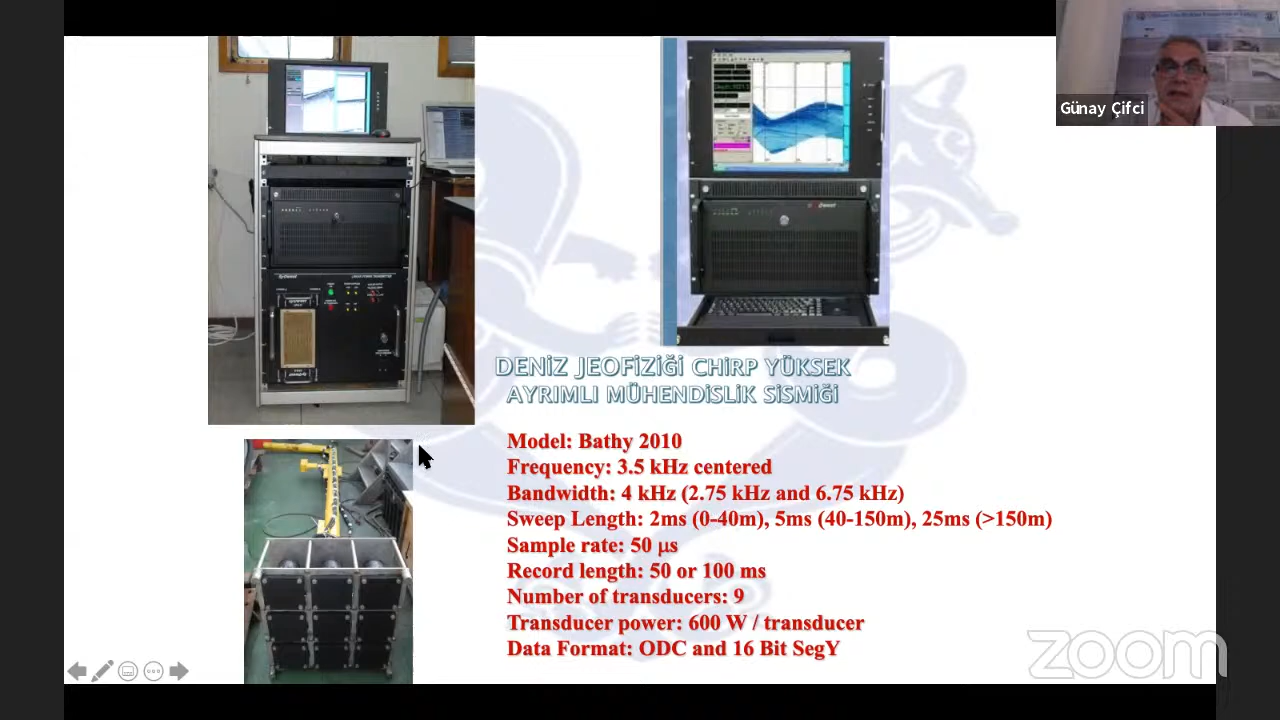 Günay Çifci
DENİZ JEOFİZİĞİ CHİRP YÜKSEK
AYRIMLI MÜHENDİSLİK SİSMİĞİ
Model: Bathy 2010
Frequency: 3.5 kHz centered
Bandwidth: 4 kHz (2.75 kHz and 6.75 kHz)
Sweep Length: 2ms (0-40m), 5ms (40-150m), 25ms (>150m)
Sample rate: 50 μs
Record length: 50 or 100 ms
Number of transducers: 9
Transducer power: 600 W / transducer
Data Format: ODC and 16 Bit SegY
zoom